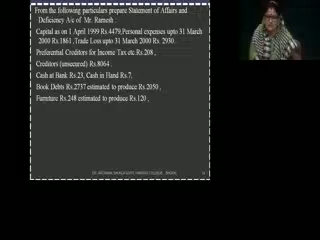 From the following particulars prepare Statement of Affairs and
Deficiency A/c of Mr. Ramesh :
Capital as on 1 April 1999 Rs.4479,Personal expenses upto 31 March
2000 Rs.1861 ,Trade Loss upto 31 March 2000 Rs. 2930.
Preferential Creditors for Income Tax etc.Rs.208 ,
Creditors (unsecured) Rs.8064 .
Cash at Bank Rs.23, Cash in Hand Rs.7,
Book Debts Rs.2737 estimated to produce Rs.2050 ,
Furniture Rs.248 estimated to produce Rs.120 ,